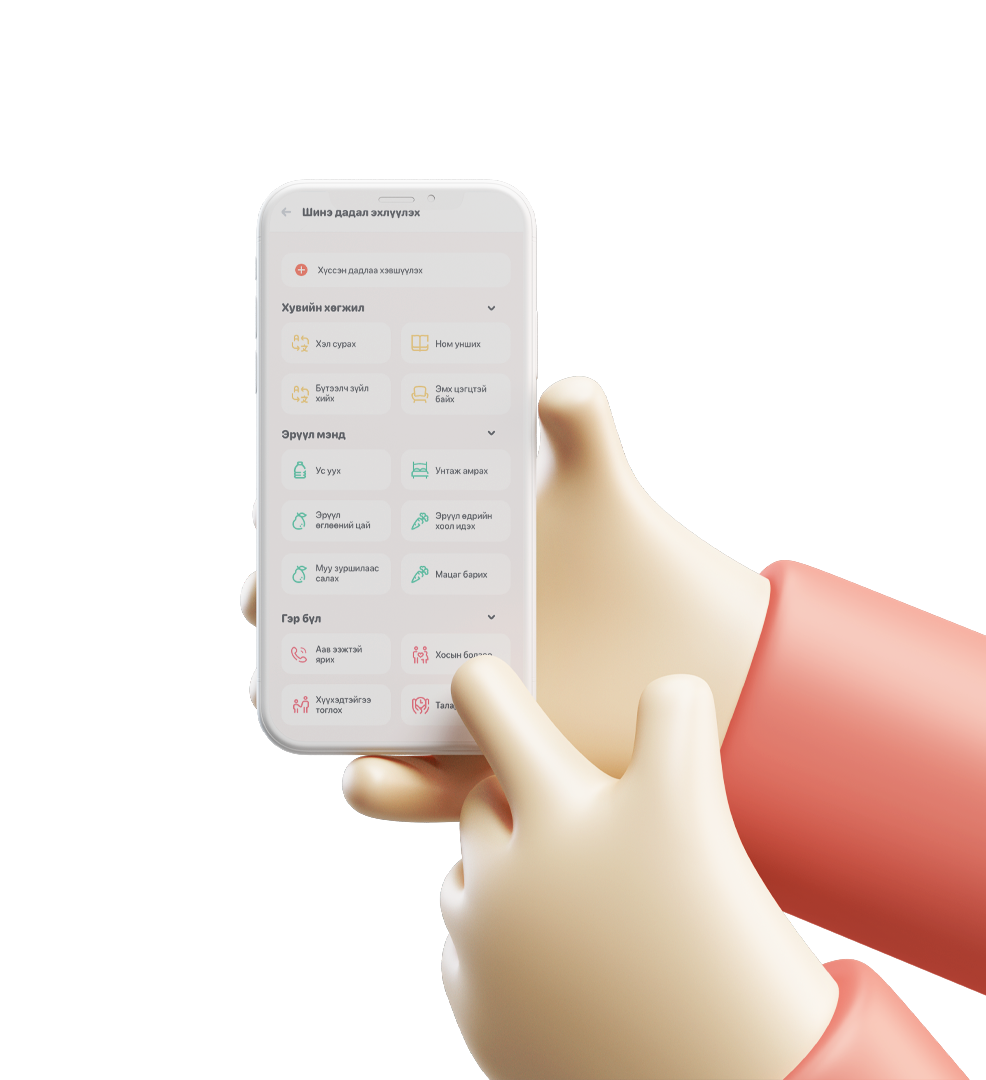 Шинэ дадал эхлүүлэх
Хүссэн дадлаа хэвшүүлэх
Хувийн хөгжил
Хэл сурах
Ном унших
Бүтээлч зүйл
хийх
Эмх цэгцтэй
байх
Эрүүл мэнд
Ус уух
Унтаж амрах
Эрүүл
өглөөний цай
Эрүүл өдрийн
хоол идэх
Муу зуршилаас
салах
Мацаг барих
Гэр бүл
Аав ээжтэй
ярих
Хосын
Хүүхэдтэйгээ
тоглох